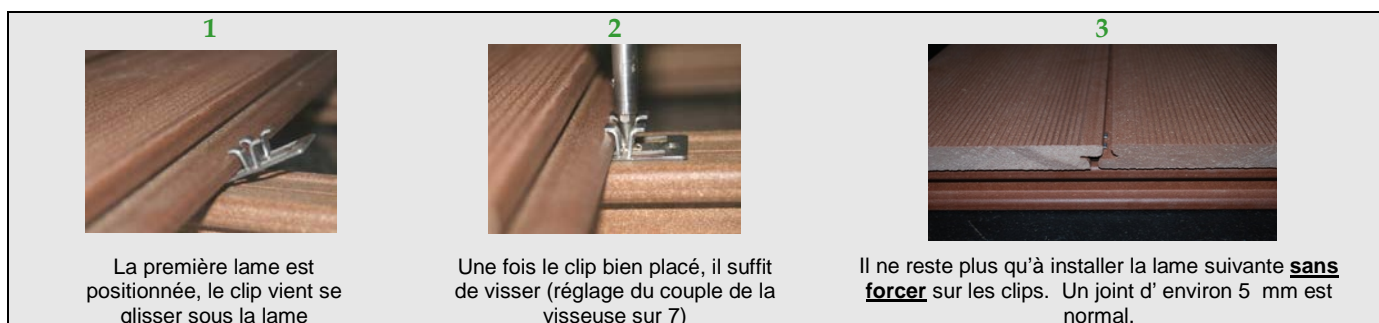 1
2
3
La première lame est
positionnée, le clip vient se
glisser sous la lame
Une fois le clip bien placé, il suffit
de visser (réglage du couple de la
visseuse sur 7)
Il ne reste plus qu'à installer la lame suivante sans
forcer sur les clips. Un joint d' environ 5 mm est
normal.